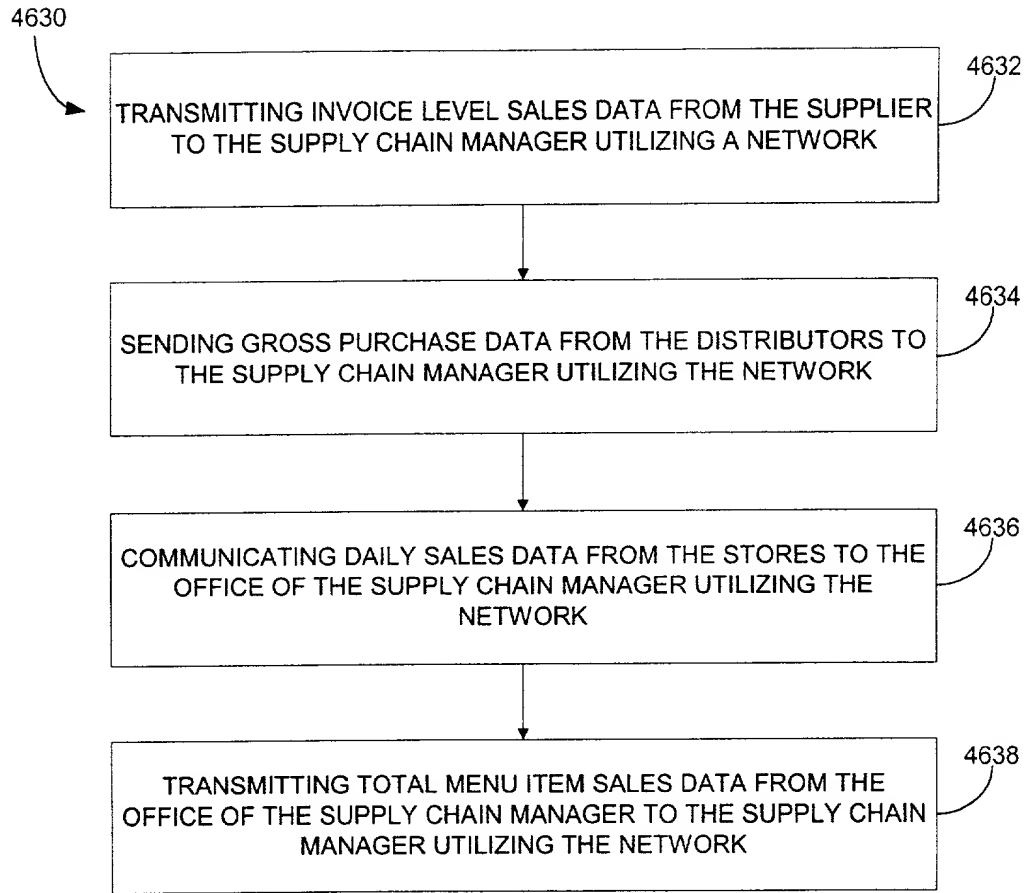 4630
4632
TRANSMITTING INVOICE LEVEL SALES DATA FROM THE SUPPLIER
TO THE SUPPLY CHAIN MANAGER UTILIZING A NETWORK
4634
SENDING GROSS PURCHASE DATA FROM THE DISTRIBUTORS TO
THE SUPPLY CHAIN MANAGER UTILIZING THE NETWORK
4636
COMMUNICATING DAILY SALES DATA FROM THE STORES TO THE
OFFICE OF THE SUPPLY CHAIN MANAGER UTILIZING THE
NETWORK
4638
TRANSMITTING TOTAL MENU ITEM SALES DATA FROM THE
OFFICE OF THE SUPPLY CHAIN MANAGER TO THE SUPPLY CHAIN
MANAGER UTILIZING THE NETWORK